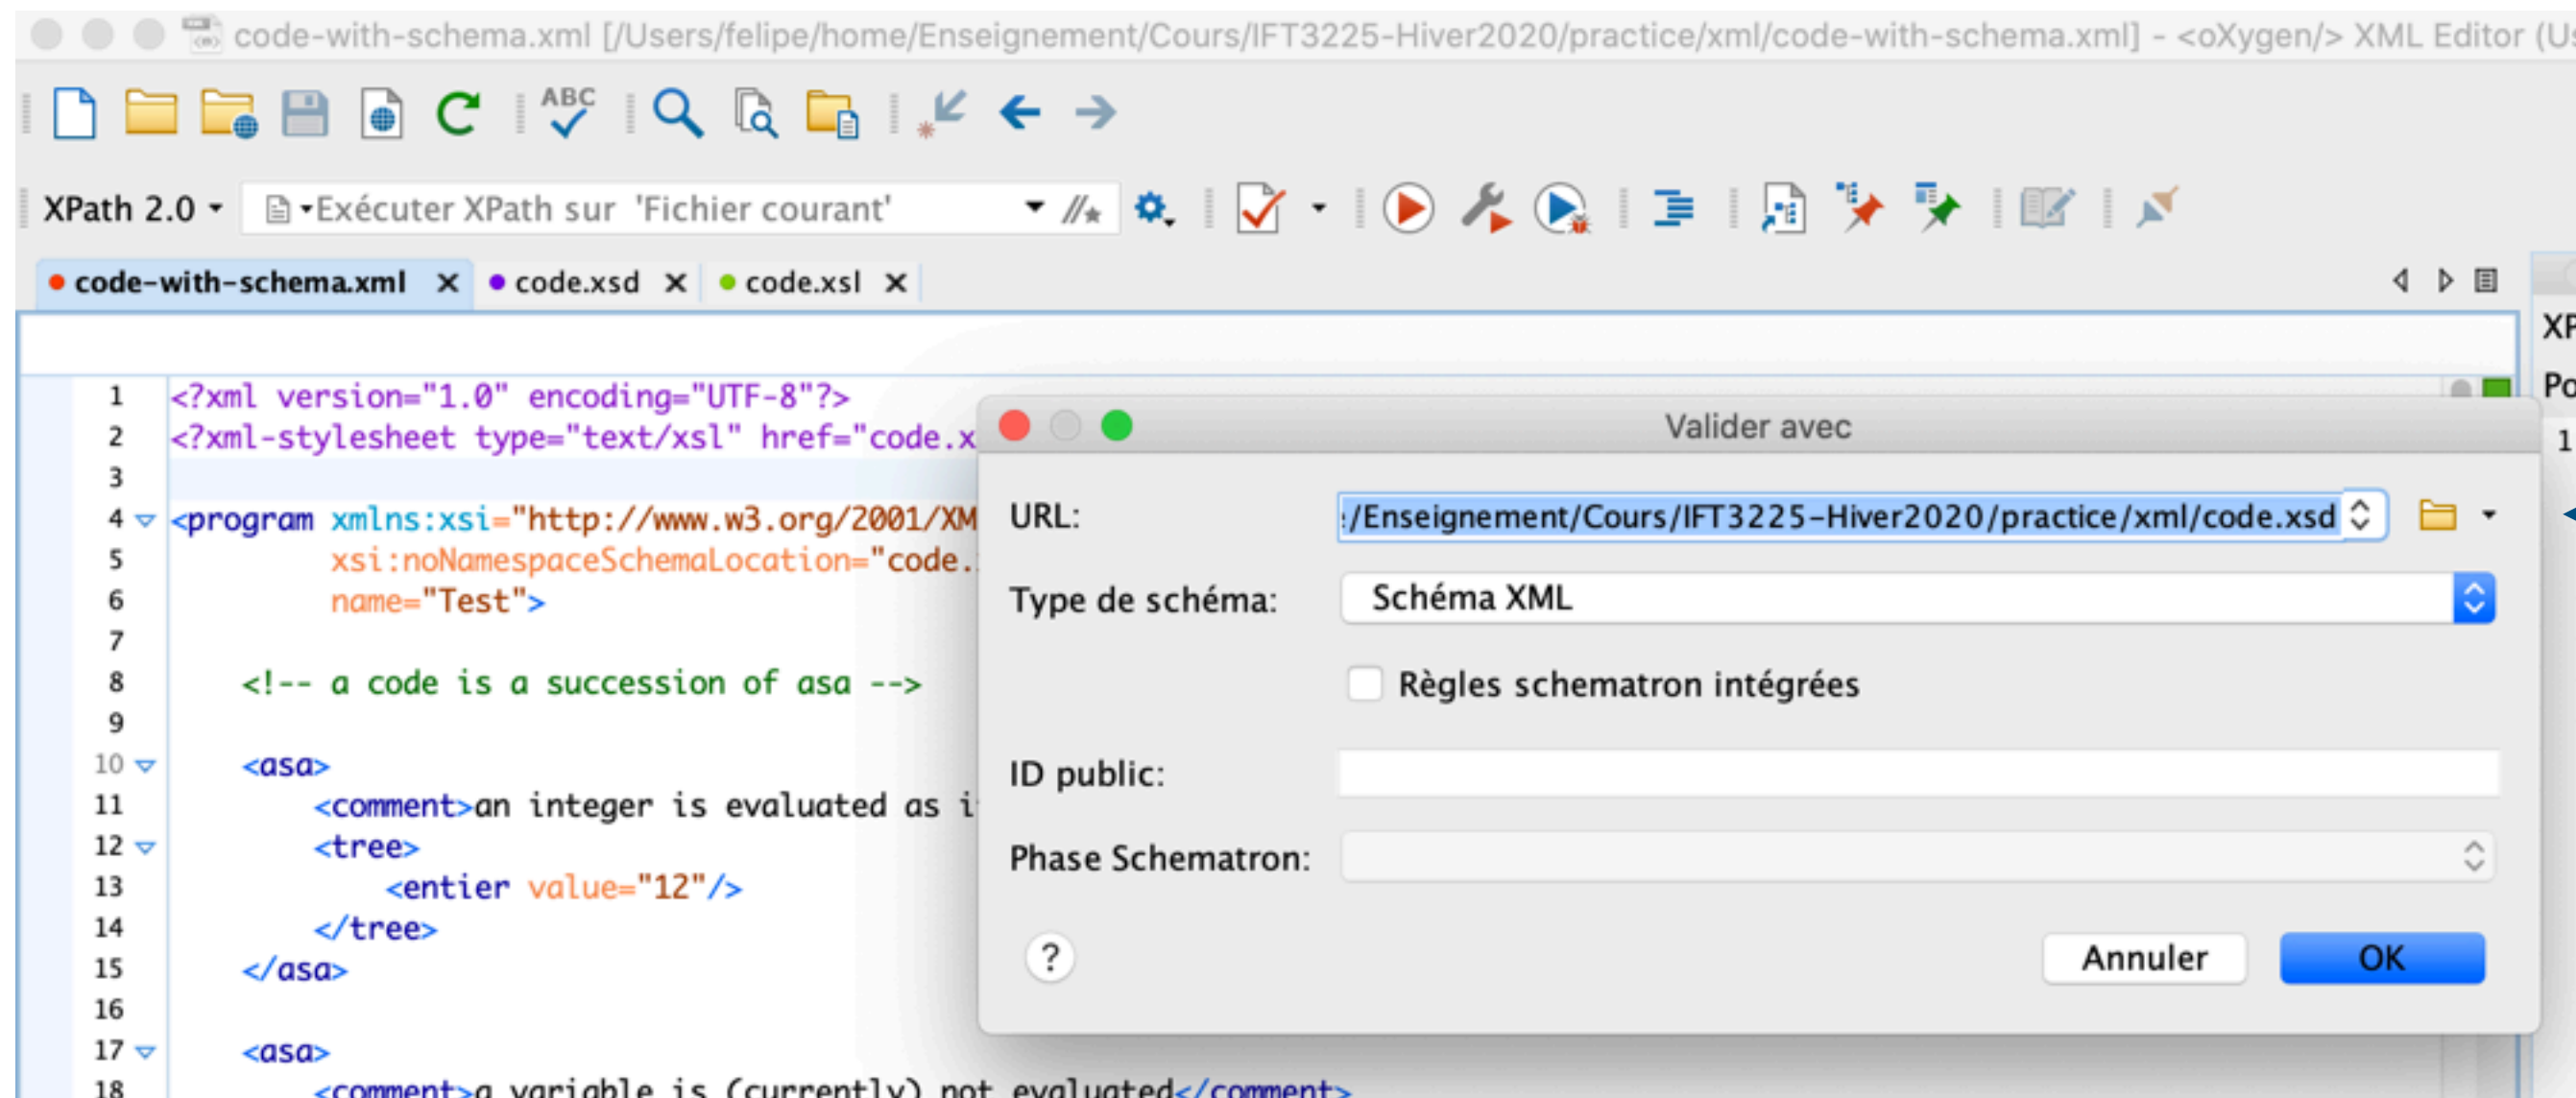 code-with-schema.xml [/Users/felipe/home/Enseignement/Cours/IFT3225-Hiver2020/practice/xml/code-with-schema.xml] - <oXygen/> XML Editor
ABC
XPath 2.0 Exécuter XPath sur 'Fichier courant'
code-with-schema.xml code.xsd code.xsl
1 <?xml version="1.0" encoding="UTF-8"?>
2 <?xml-stylesheet type="text/xsl" href="code.x
3
4 <program xmlns:xsi="http://www.w3.org/2001/XM
5 xsi:noNamespaceSchemaLocation="code.
6 name="Test">
7
8 <!-- a code is a succession of asa -->
9
10 <asa>
11 <comment>an integer is evaluated as i
12 <tree>
13 <entier value="12"/>
14 </tree>
15 </asa>
16
17 <asa>
18 <comment>a variable is (currently) not evaluated</comment>
Valider avec
URL: /Enseignement/Cours/IFT3225-Hiver2020/practice/xml/code.xsd
Type de schéma: Schéma XML
Règles schematron intégrées
ID public:
Phase Schematron:
? Annuler OK
XP
Po
1